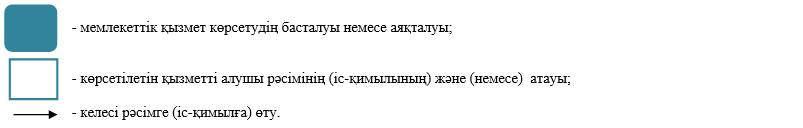 - мемлекеттік қызмет көрсетудің басталуы немесе аяқталуы;
- көрсетілетін қызметті алушы рәсімінің (іс-қимылының) және (немесе) атауы;
- келесі рәсімге (іс-қимылға) өту.